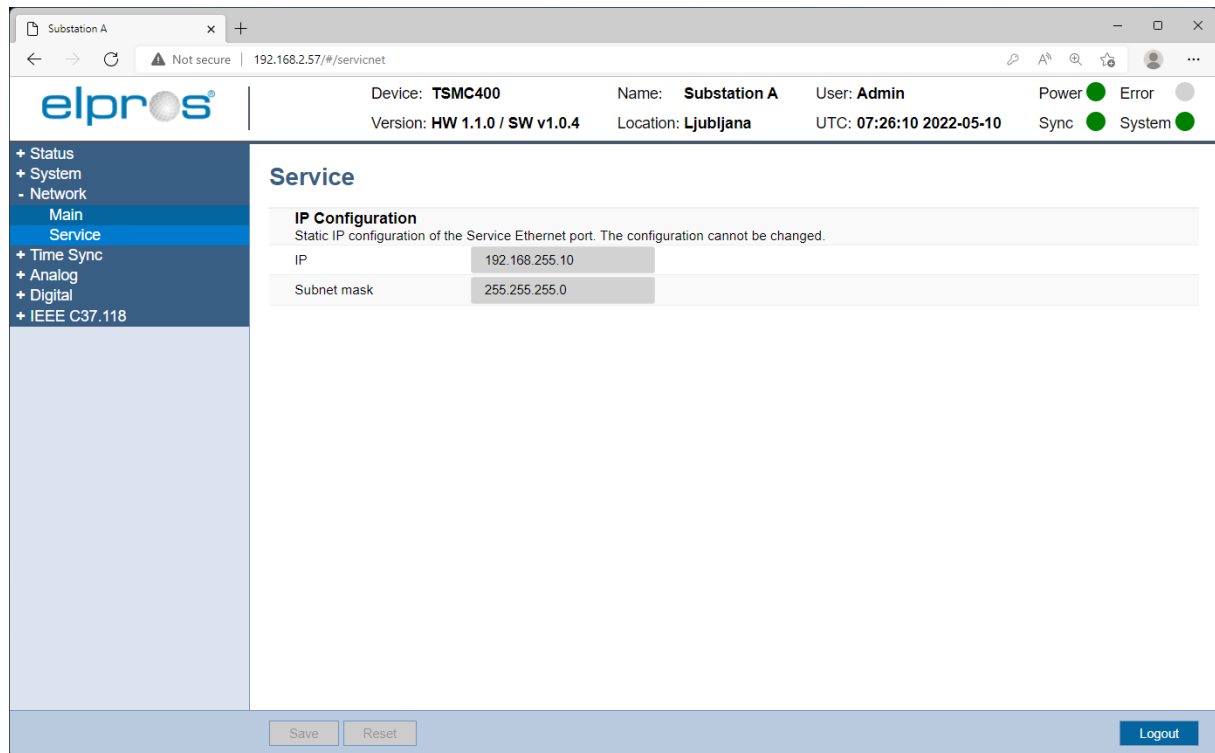 Substation A
Not secure | 192.168.2.57/#/servicnet
elpros®
Device: TSMC400 Name: Substation A User: Admin Power Error
Version: HW 1.1.0 / SW v1.0.4 Location: Ljubljana UTC: 07:26:10 2022-05-10 Sync System
+ Status
+ System
- Network
Main
Service
+ Time Sync
+ Analog
+ Digital
+ IEEE C37.118
Service
IP Configuration
Static IP configuration of the Service Ethernet port. The configuration cannot be changed.
IP 192.168.255.10
Subnet mask 255.255.255.0
Save Reset Logout